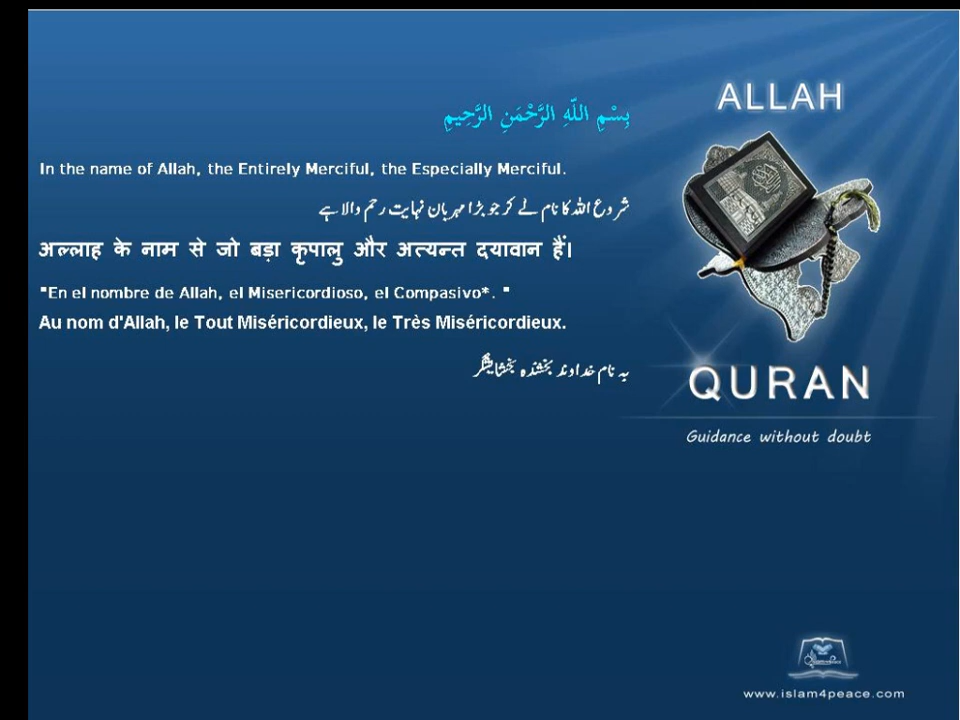 بِسْمِ اللّهِ الرَّحْمَنِ الرَّحِيمِ
In the name of Allah, the Entirely Merciful, the Especially Merciful.
شروع الله کا نام لے کر جو بڑا مہربان نہایت رحم والا ہے
अल्लाह के नाम से जो बड़ा कृपालु और अत्यन्त दयावान हैं।
"En el nombre de Allah, el Misericordioso, el Compasivo*. "
Au nom d'Allah, le Tout Miséricordieux, le Très Miséricordieux.
به نام خداوند بخشنده بخشایشگر
ALLAH
QURAN
Guidance without doubt
www.islam4peace.com